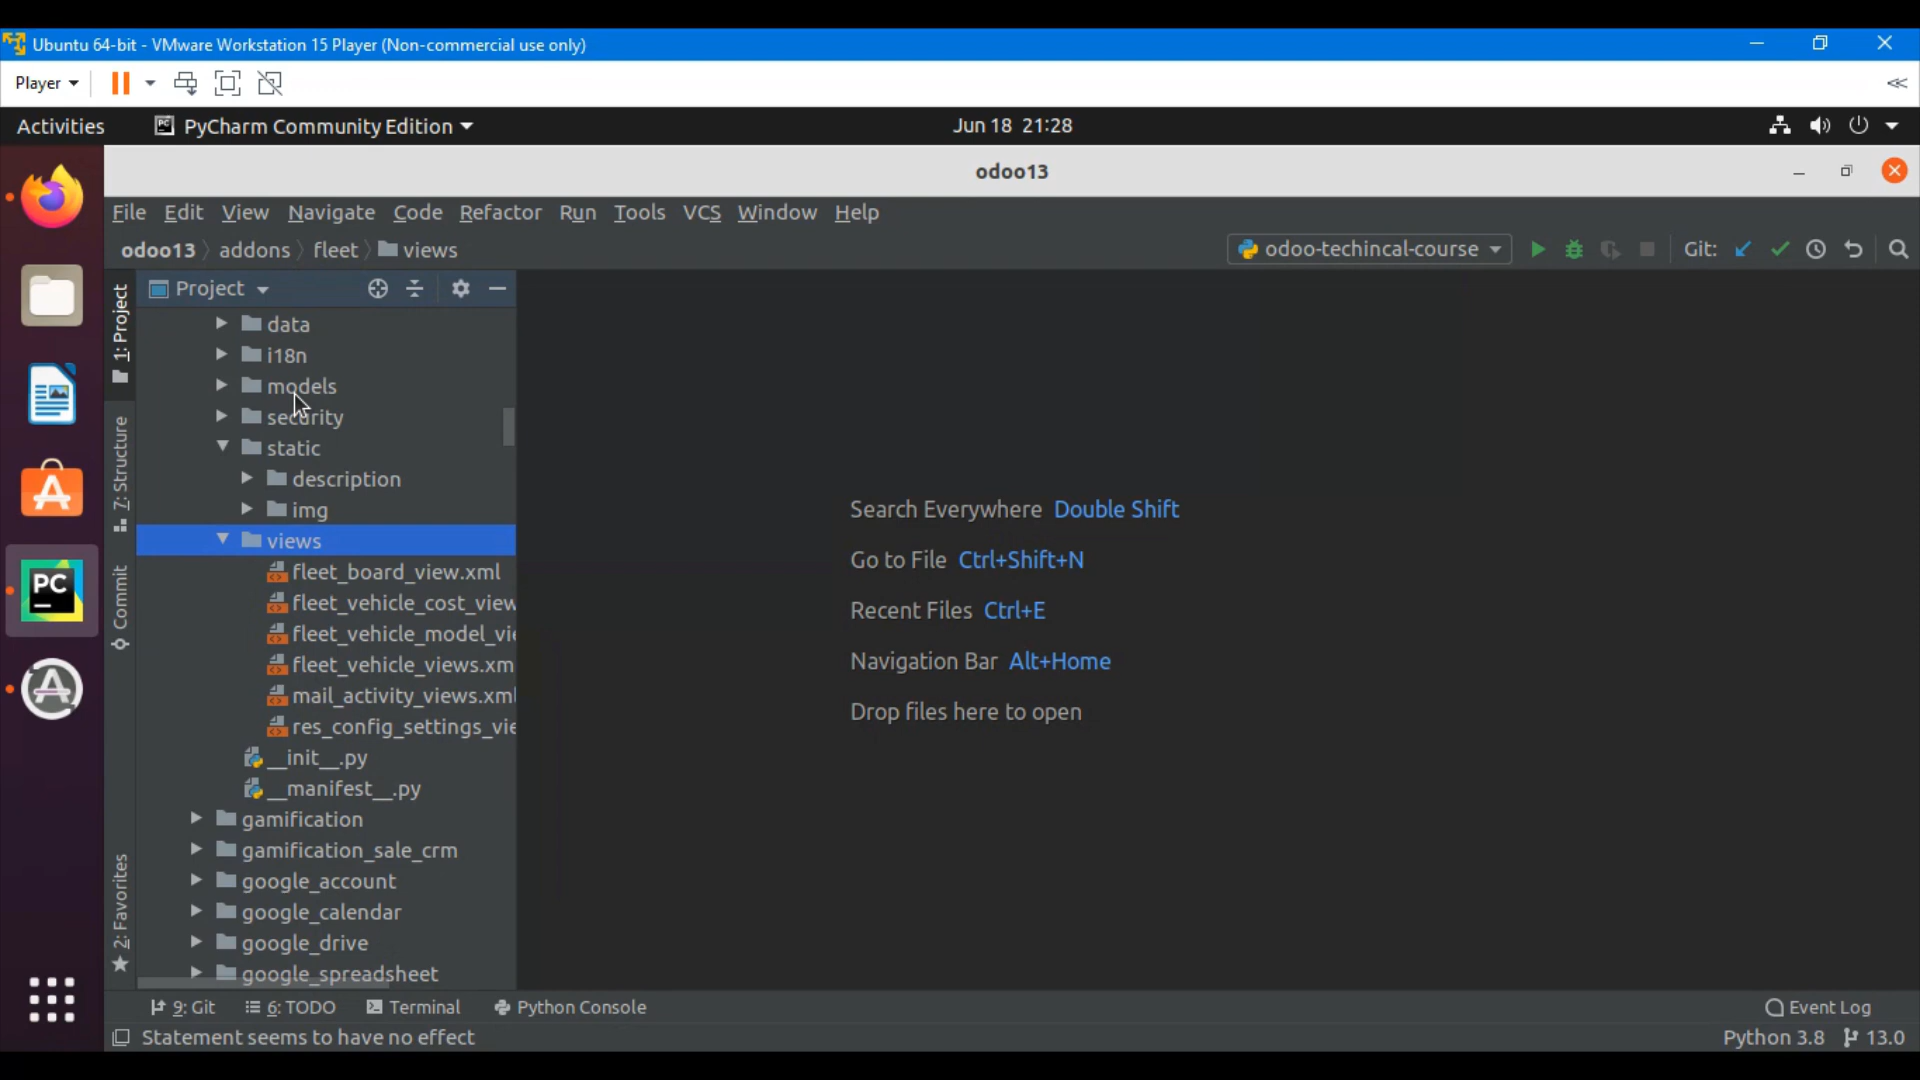 Ubuntu 64-bit - VMware Workstation 15 Player (Non-commercial use only)
Player
Activities
PyCharm Community Edition
Jun 18 21:28
odoo13
File Edit View Navigate Code Refactor Run Tools VCS Window Help
odoo13 addons fleet views
odoo-techincal-course
Git:
1: Project
7: Structure
Commit
2: Favorites
Project
data
i18n
models
security
static
description
img
views
fleet_board_view.xml
fleet_vehicle_cost_view
fleet_vehicle_model_vie
fleet_vehicle_views.xm
mail_activity_views.xml
res_config_settings_vie
__init__.py
__manifest__.py
gamification
gamification_sale_crm
google_account
google_calendar
google_drive
google_spreadsheet
Search Everywhere Double Shift
Go to File Ctrl+Shift+N
Recent Files Ctrl+E
Navigation Bar Alt+Home
Drop files here to open
PC
9: Git
6: TODO
Terminal
Python Console
Event Log
Statement seems to have no effect
Python 3.8
13.0